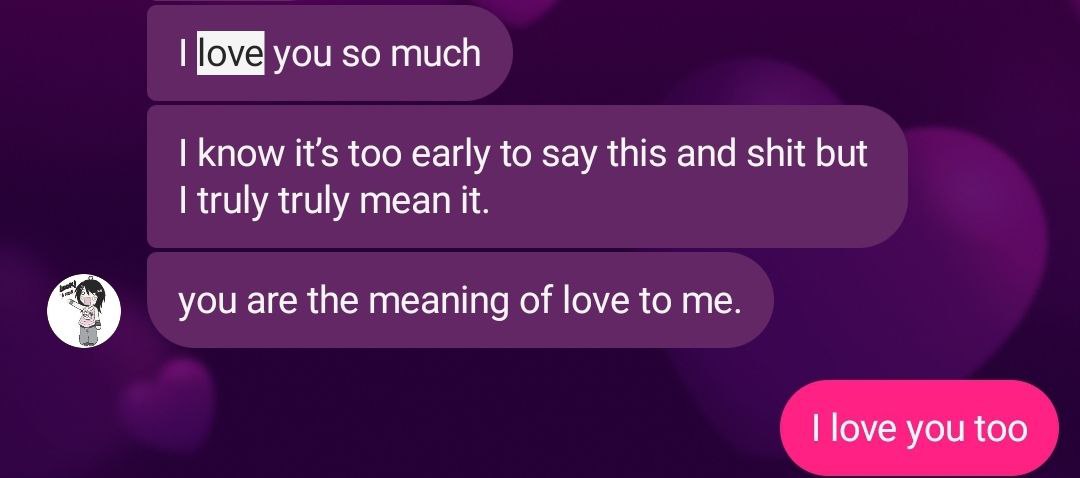 I love you so much
I know it’s too early to say this and shit but
I truly truly mean it.
you are the meaning of love to me.
I love you too